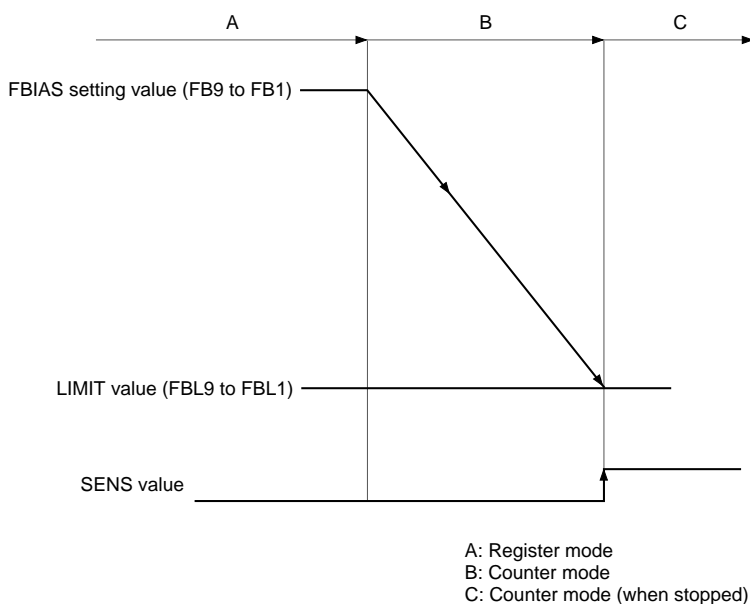 A
B
C
FBIAS setting value (FB9 to FB1)
LIMIT value (FBL9 to FBL1)
SENS value
A: Register mode
B: Counter mode
C: Counter mode (when stopped)